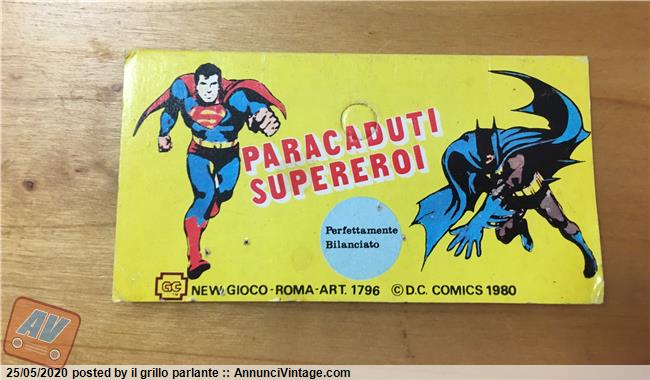 PARACADUTI
SUPEREROI
Perfettamente
Bilanciato
GC
TM
NEW GIOCO-ROMA-ART. 1796 © D.C. COMICS 1980
AV
25/05/2020 posted by il grillo parlante :: AnnunciVintage.com